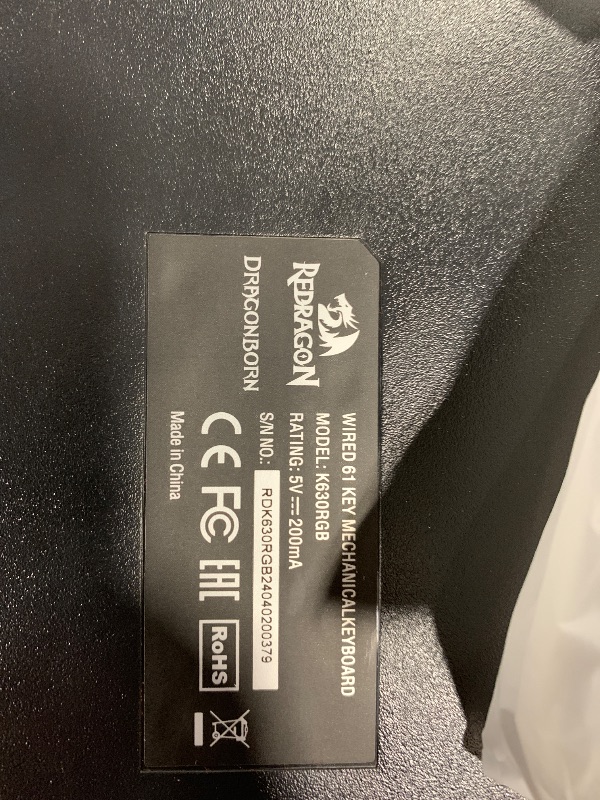 REDRAGON
DRAGONBORN
WIRED 61 KEY MECHANICALKEYBOARD
MODEL: K630RGB
RATING: 5V⎓200mA
S/N NO.: RDK630RGB24040200379
CE FC EAC RoHS
Made in China